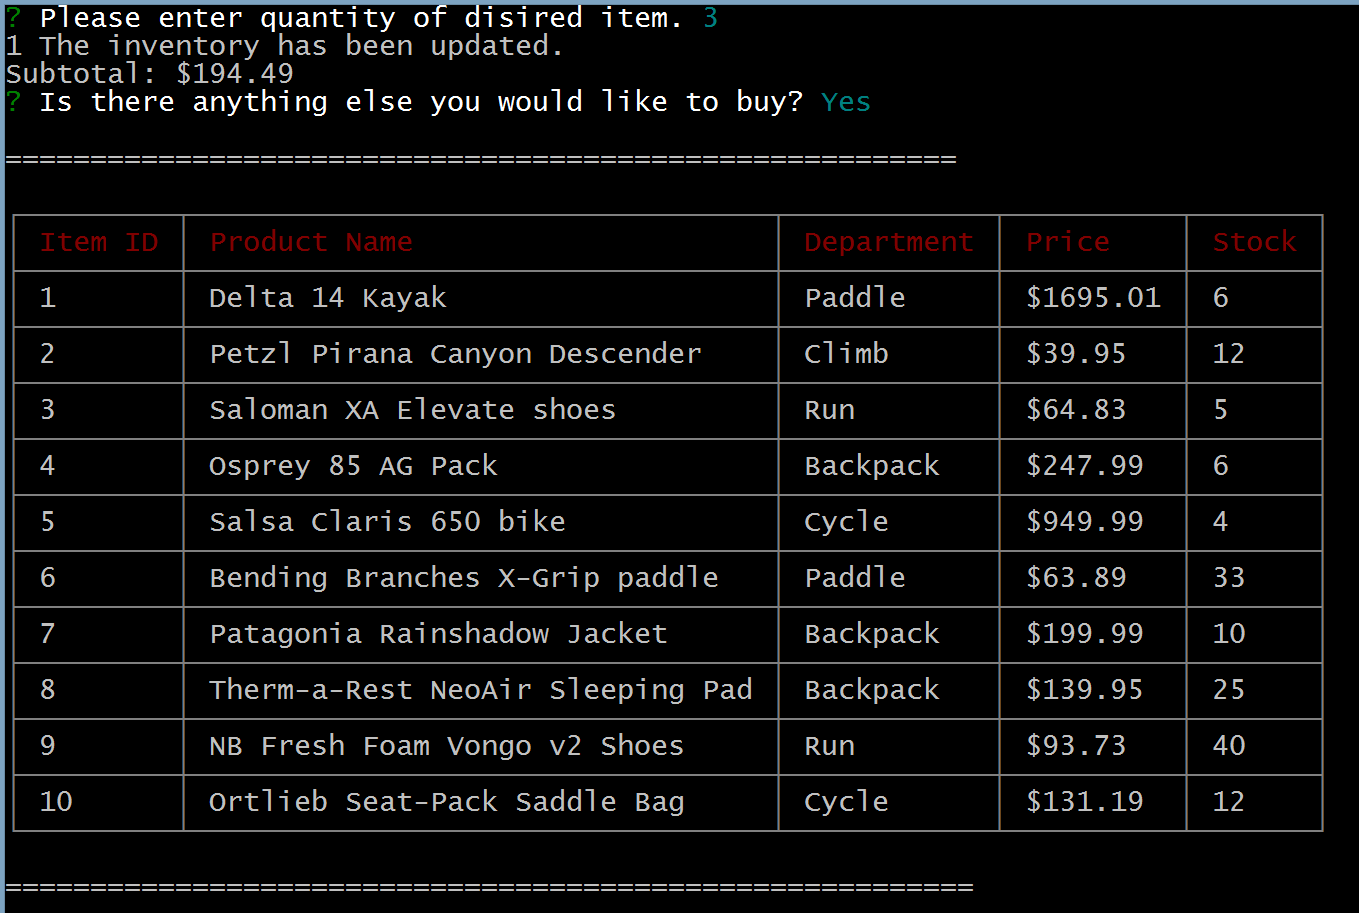 ? Please enter quantity of disired item. 3
1 The inventory has been updated.
Subtotal: $194.49
? Is there anything else you would like to buy? Yes
========================================================
Item ID Product Name Department Price Stock
1 Delta 14 Kayak Paddle $1695.01 6
2 Petzl Pirana Canyon Descender Climb $39.95 12
3 Saloman XA Elevate shoes Run $64.83 5
4 Osprey 85 AG Pack Backpack $247.99 6
5 Salsa Claris 650 bike Cycle $949.99 4
6 Bending Branches X-Grip paddle Paddle $63.89 33
7 Patagonia Rainshadow Jacket Backpack $199.99 10
8 Therm-a-Rest NeoAir Sleeping Pad Backpack $139.95 25
9 NB Fresh Foam Vongo v2 Shoes Run $93.73 40
10 Ortlieb Seat-Pack Saddle Bag Cycle $131.19 12
=========================================================